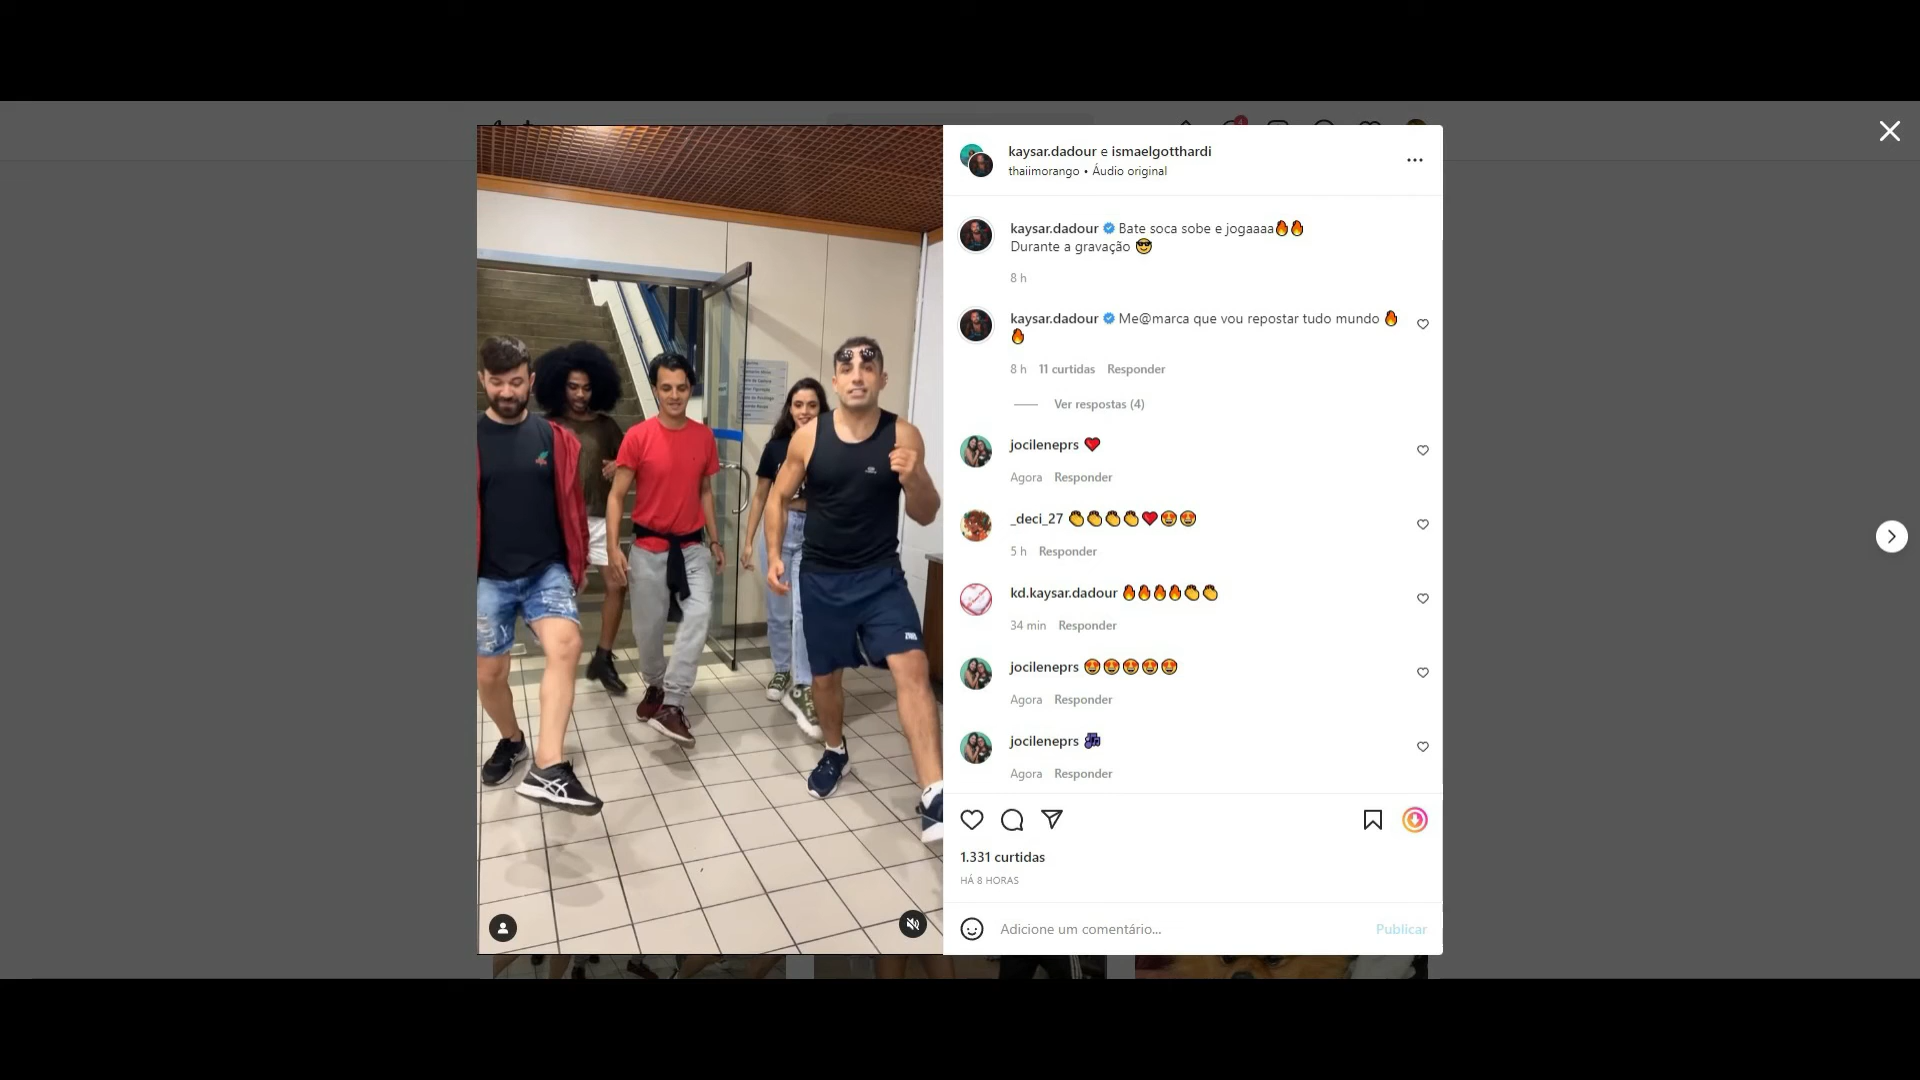 kaysar.dadour e ismaelgotthardi
thaiimorango • Áudio original
kaysar.dadour Bate soca sobe e jogaaaa🔥🔥
Durante a gravação 😎
8 h
kaysar.dadour Me@marca que vou repostar tudo mundo 🔥
🔥
8 h 11 curtidas Responder
Ver respostas (4)
jocileneprs ❤️
Agora Responder
_deci_27 👏👏👏👏❤️😍😍
5 h Responder
kd.kaysar.dadour 🔥🔥🔥🔥👏👏
34 min Responder
jocileneprs 😍😍😍😍😍
Agora Responder
jocileneprs 🎶
Agora Responder
1.331 curtidas
HÁ 8 HORAS
Adicione um comentário... Publicar